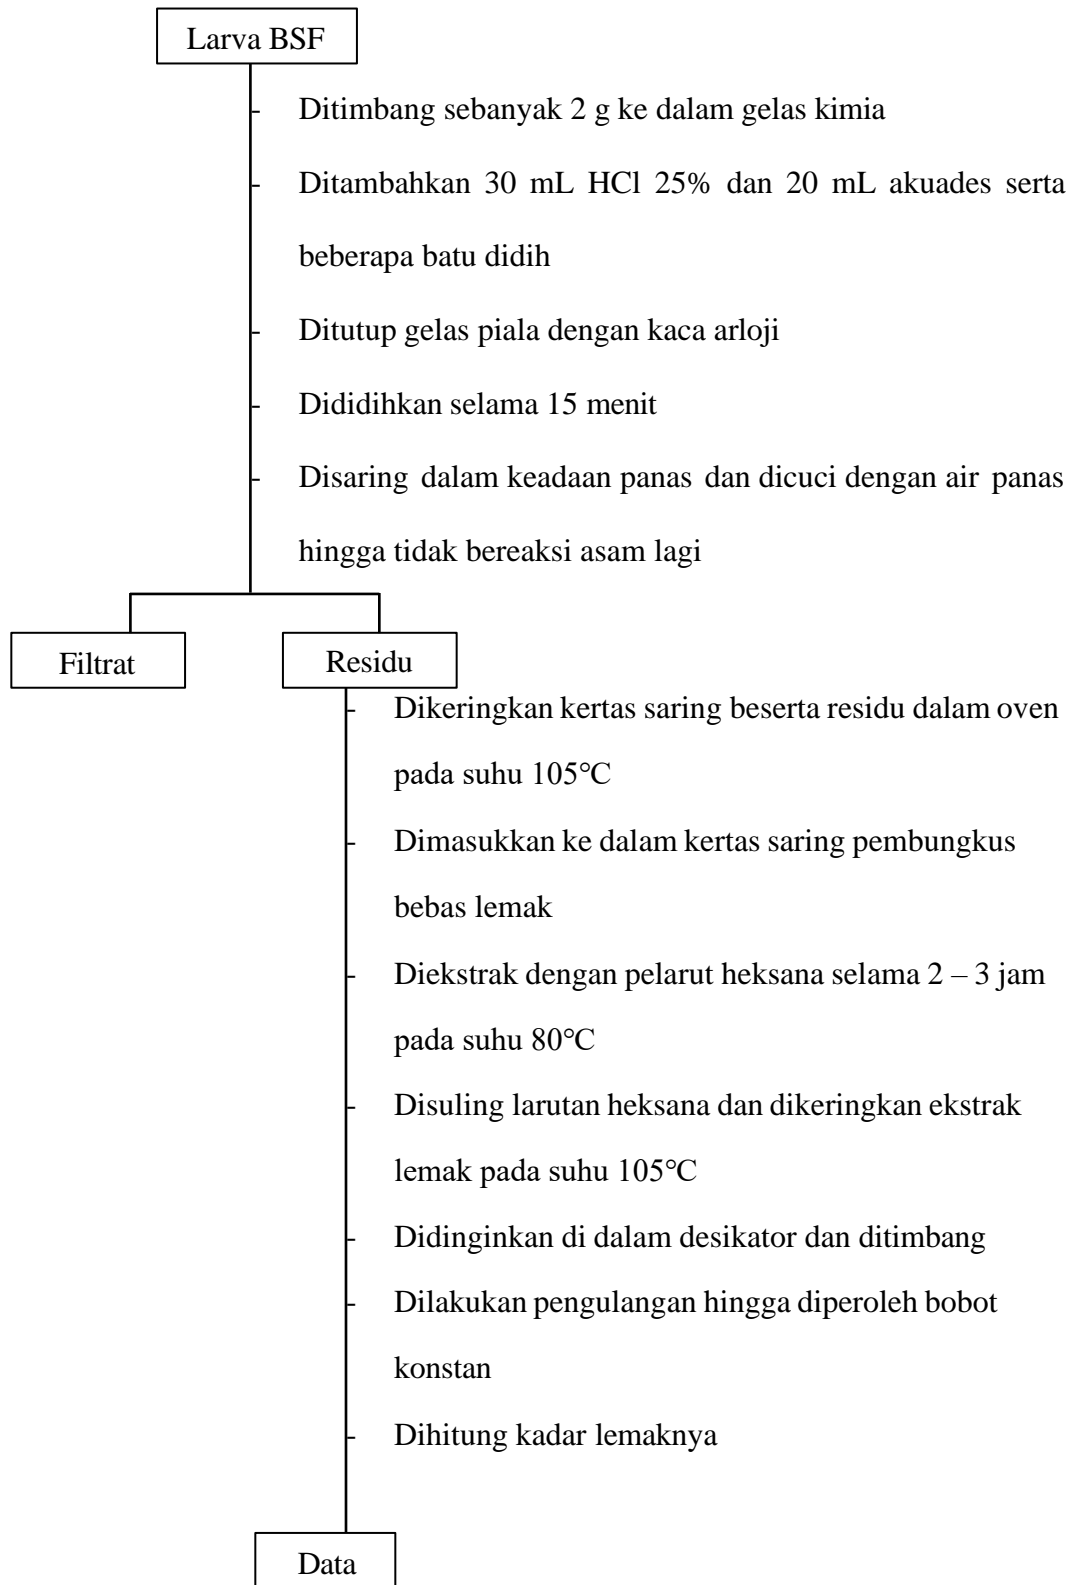 Larva BSF
- Ditimbang sebanyak 2 g ke dalam gelas kimia
- Ditambahkan 30 mL HCl 25% dan 20 mL akuades serta
beberapa batu didih
- Ditutup gelas piala dengan kaca arloji
- Dididihkan selama 15 menit
- Disaring dalam keadaan panas dan dicuci dengan air panas
hingga tidak bereaksi asam lagi
Filtrat
Residu
- Dikeringkan kertas saring beserta residu dalam oven
pada suhu 105°C
- Dimasukkan ke dalam kertas saring pembungkus
bebas lemak
- Diekstrak dengan pelarut heksana selama 2 – 3 jam
pada suhu 80°C
- Disuling larutan heksana dan dikeringkan ekstrak
lemak pada suhu 105°C
- Didinginkan di dalam desikator dan ditimbang
- Dilakukan pengulangan hingga diperoleh bobot
konstan
- Dihitung kadar lemaknya
Data